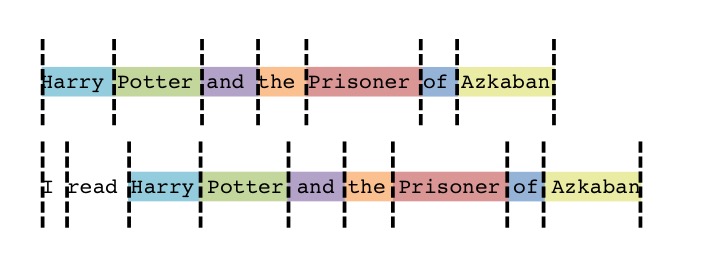 Harry Potter and the Prisoner of Azkaban
I read Harry Potter and the Prisoner of Azkaban